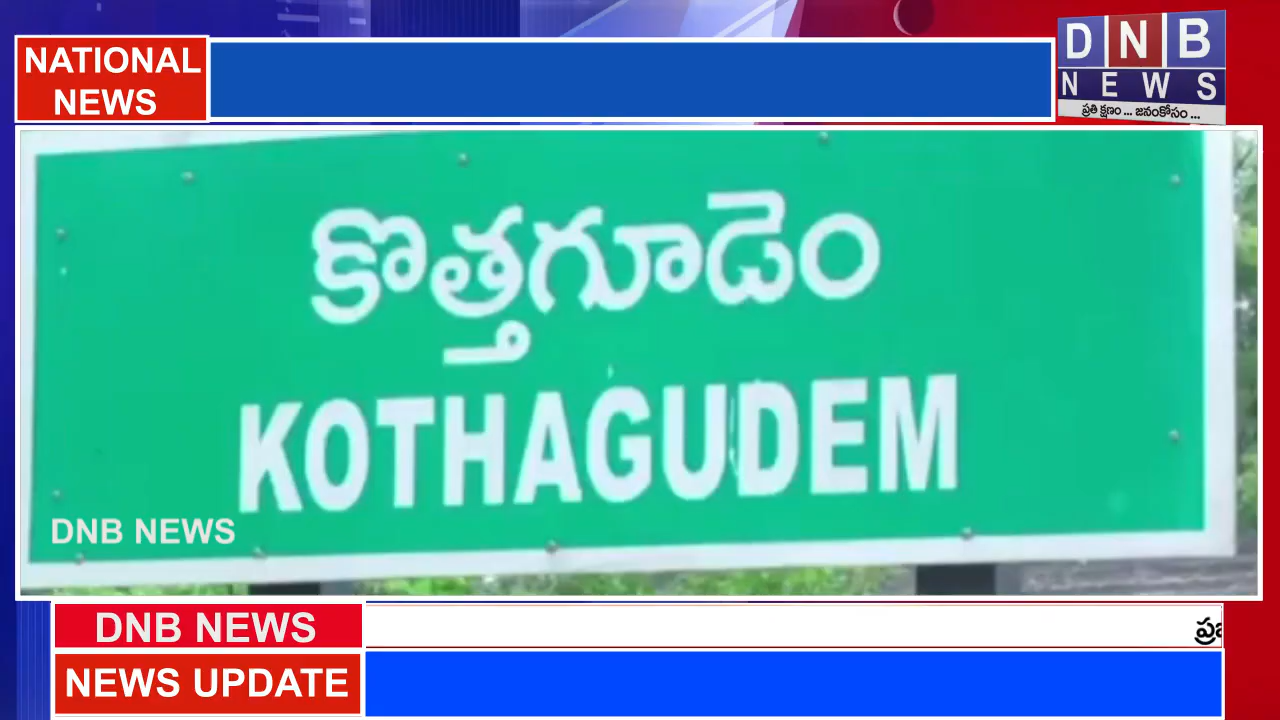 NATIONAL
NEWS
DNB
NEWS
ప్రతి క్షణం ... జనంకోసం ...
కొత్తగూడెం
KOTHAGUDEM
DNB NEWS
DNB NEWS
NEWS UPDATE